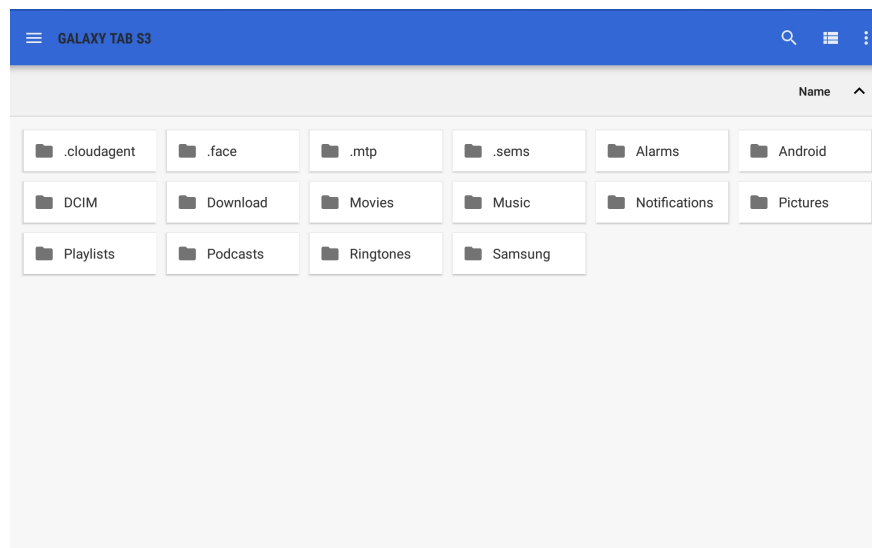 GALAXY TAB S3
Name
.cloudagent .face .mtp .sems Alarms Android
DCIM Download Movies Music Notifications Pictures
Playlists Podcasts Ringtones Samsung